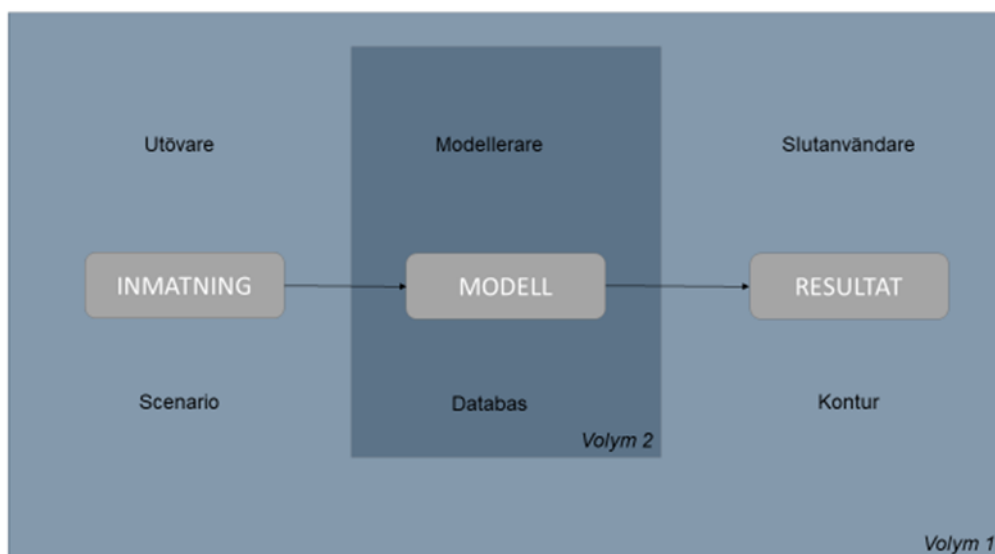 Utövare
Modellerare
Slutanvändare
INMATNING
MODELL
RESULTAT
Scenario
Databas
Kontur
Volym 2
Volym 1